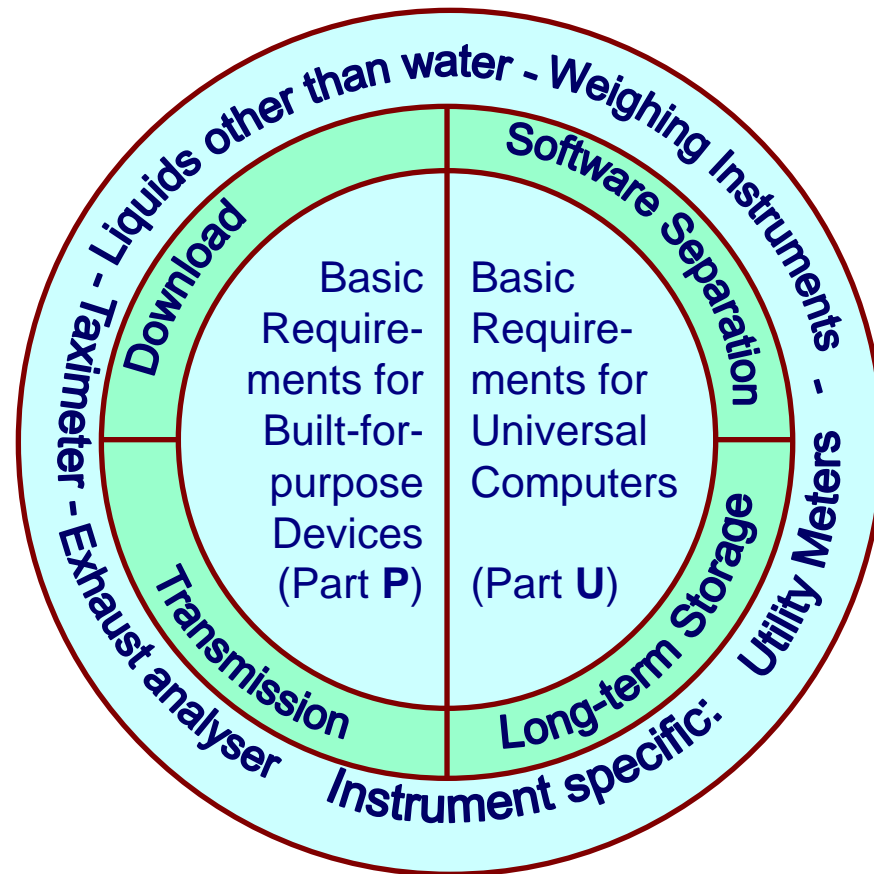 Liquids other than water - Weighing Instruments -
Utility Meters -
Taximeter -
Exhaust analyser
Instrument specific:
Download
Software Separation
Transmission
Long-term Storage
Basic
Require-
ments for
Built-for-
purpose
Devices
(Part P)
Basic
Require-
ments for
Universal
Computers
(Part U)